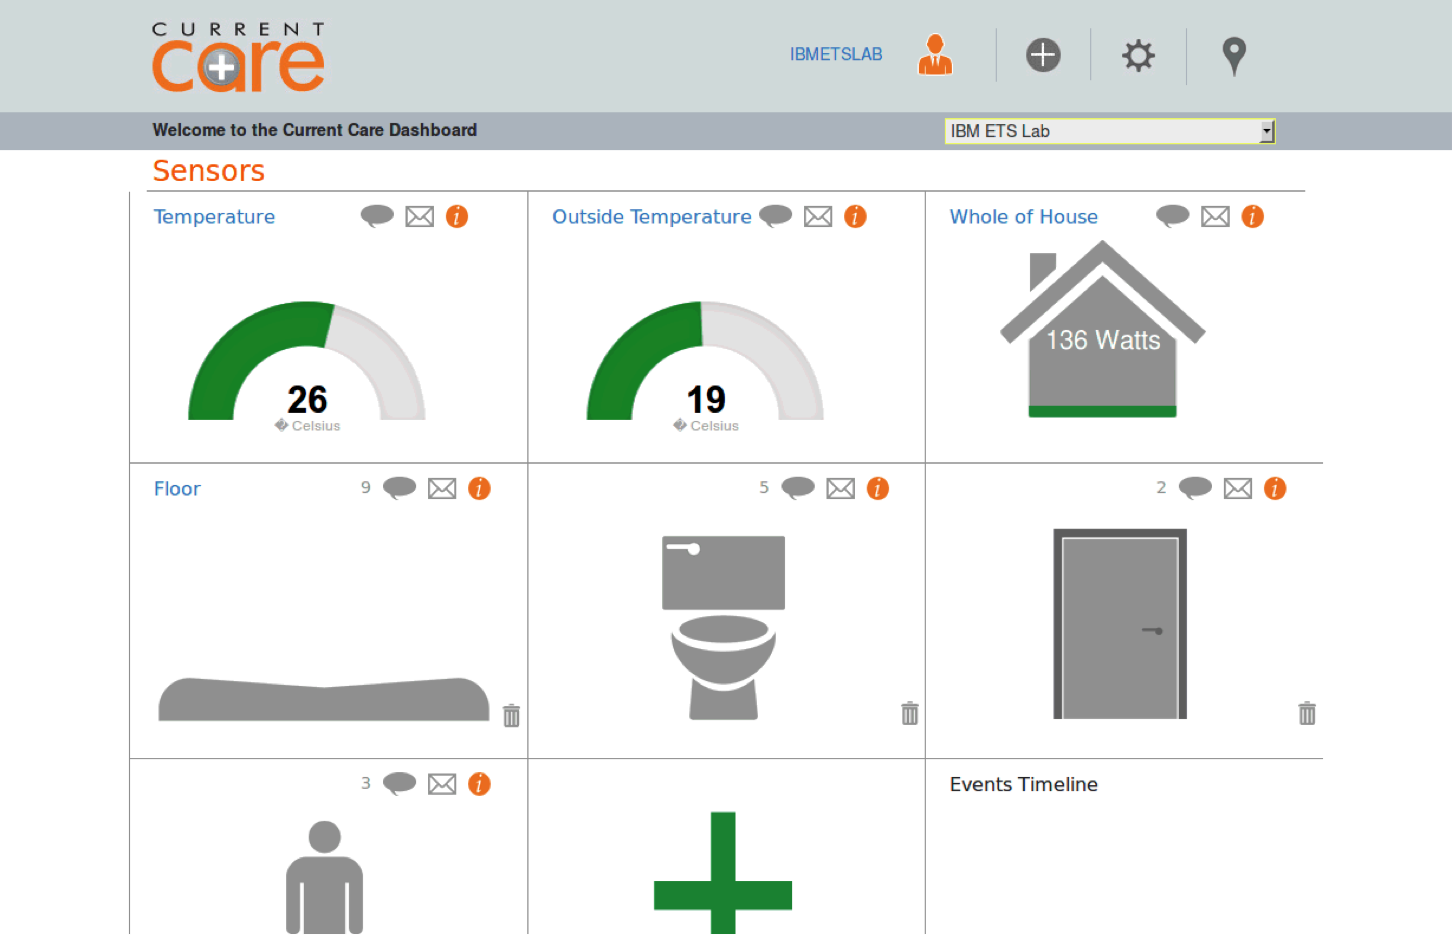 CURRENT
care
IBMETSLAB
Welcome to the Current Care Dashboard
IBM ETS Lab
Sensors
Temperature
Outside Temperature
Whole of House
136 Watts
26
� Celsius
19
� Celsius
Floor
9
5
2
3
Events Timeline